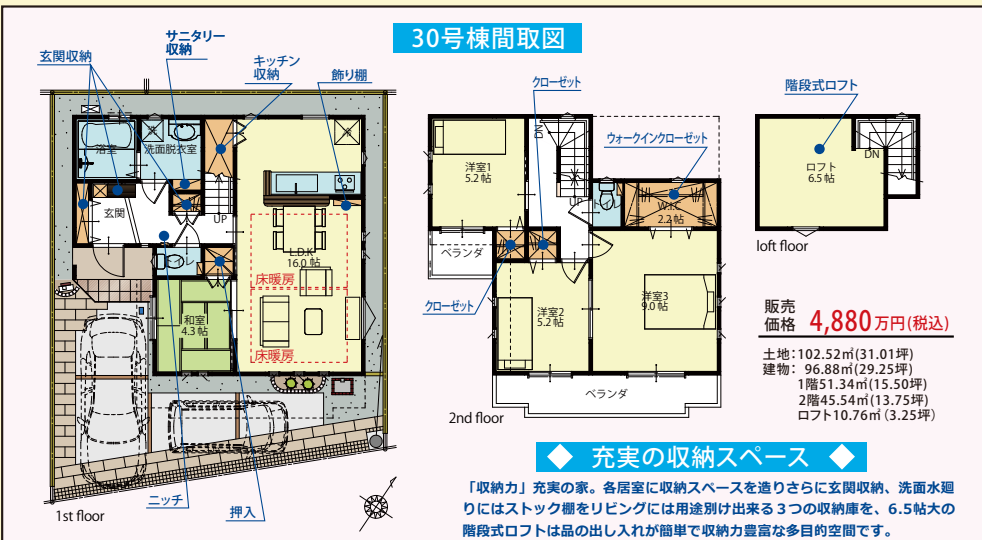 30号棟間取図
玄関収納
サニタリー
収納
キッチン
収納
飾り棚
浴室
洗
洗面脱衣室
冷
玄関
UP
トイレ
L.D.K
16.0帖
床暖房
床暖房
和室
4.3帖
ニッチ
押入
1st floor
クローゼット
ウォークインクローゼット
DN
洋室1
5.2帖
UP
トイレ
W.I.C
2.2帖
ベランダ
クローゼット
洋室2
5.2帖
洋室3
9.0帖
ベランダ
2nd floor
階段式ロフト
ロフト
6.5帖
DN
loft floor
販売
価格 4,880万円(税込)
土地:102.52㎡(31.01坪)
建物: 96.88㎡(29.25坪)
1階51.34㎡(15.50坪)
2階45.54㎡(13.75坪)
ロフト10.76㎡(3.25坪)
◆ 充実の収納スペース ◆
「収納力」充実の家。各居室に収納スペースを造りさらに玄関収納、洗面水廻
りにはストック棚をリビングには用途別け出来る３つの収納庫を、6.5帖大の
階段式ロフトは品の出し入れが簡単で収納力豊富な多目的空間です。